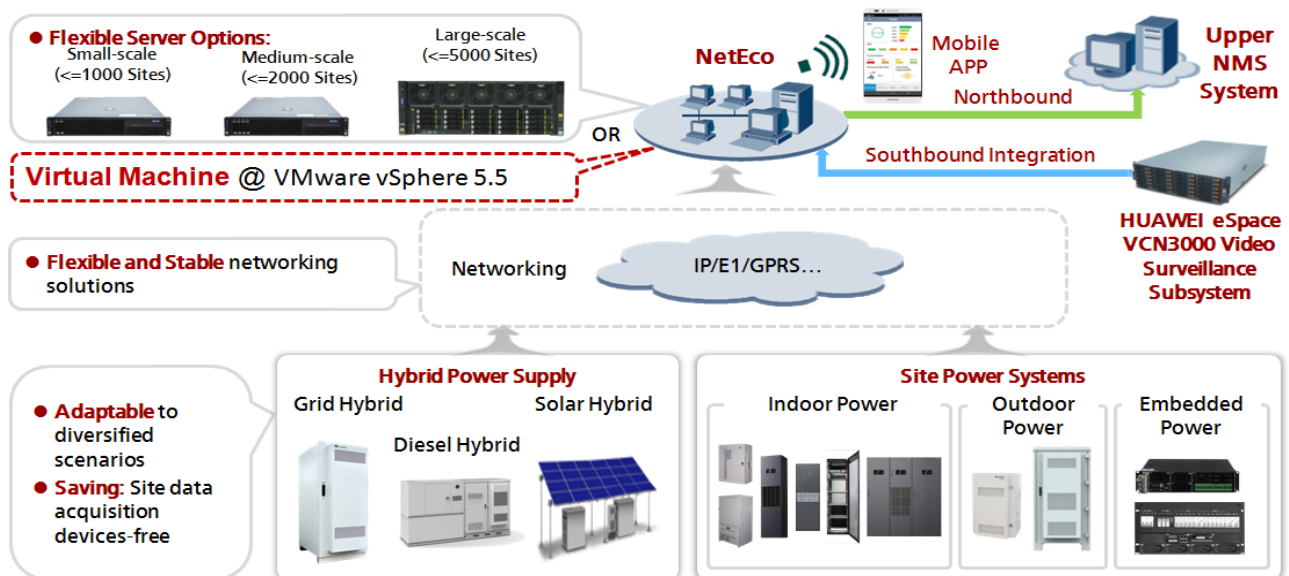 ● Flexible Server Options:
Small-scale
(<=1000 Sites)
Medium-scale
(<=2000 Sites)
Large-scale
(<=5000 Sites)
OR
Virtual Machine @ VMware vSphere 5.5
NetEco
Mobile
APP
Northbound
Upper
NMS
System
Southbound Integration
HUAWEI eSpace
VCN3000 Video
Surveillance
Subsystem
● Flexible and Stable networking
solutions
Networking
IP/E1/GPRS...
● Adaptable to
diversified
scenarios
● Saving: Site data
acquisition
devices-free
Hybrid Power Supply
Grid Hybrid
Diesel Hybrid
Solar Hybrid
Site Power Systems
Indoor Power
Outdoor
Power
Embedded
Power